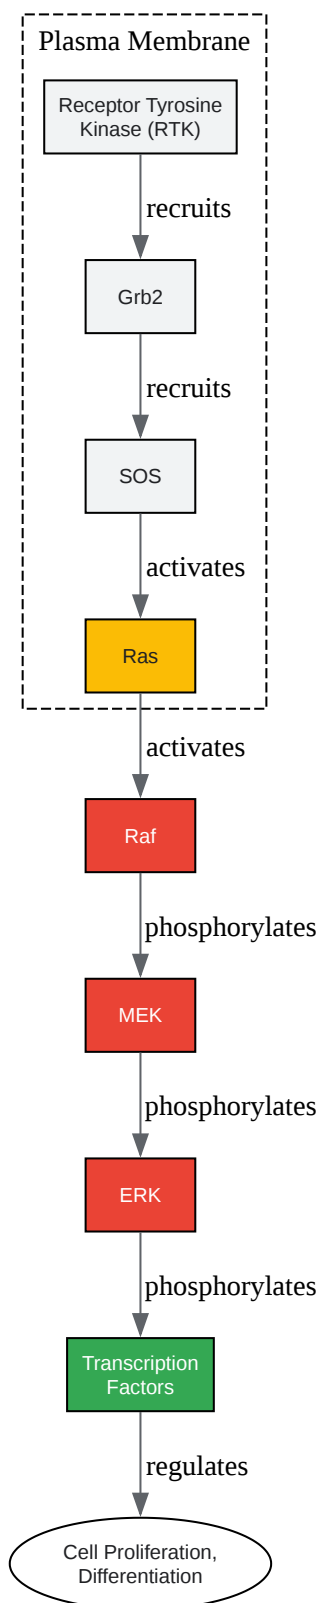 Plasma Membrane
Receptor Tyrosine
Kinase (RTK)
recruits
Grb2
recruits
SOS
activates
Ras
activates
Raf
phosphorylates
MEK
phosphorylates
ERK
phosphorylates
Transcription
Factors
regulates
Cell Proliferation,
Differentiation